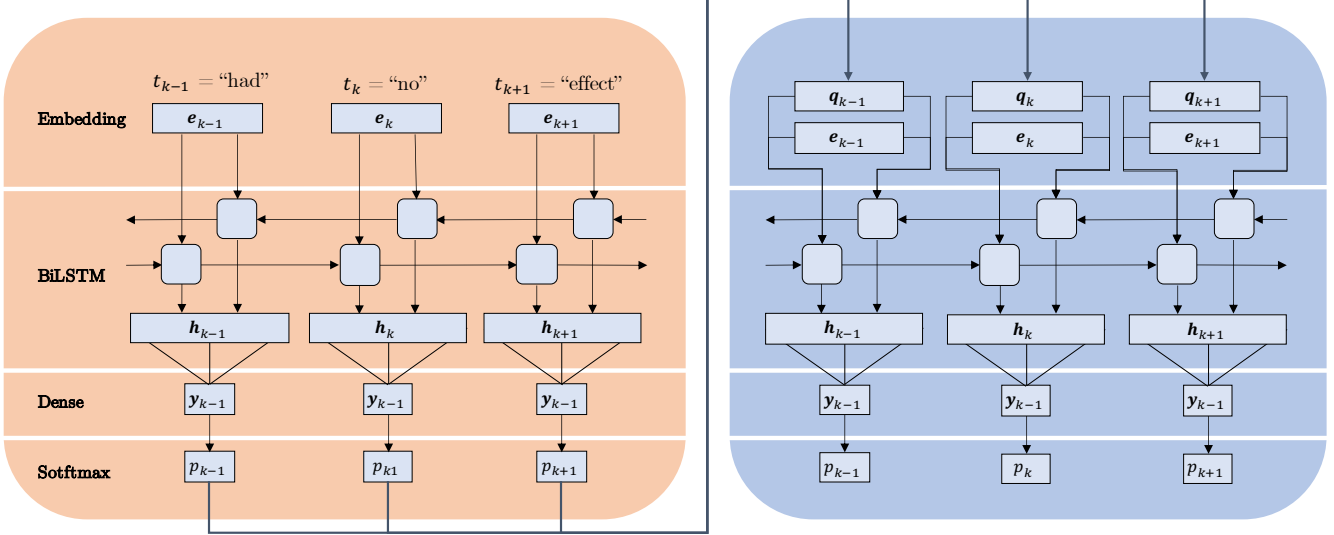 t_{k-1} = “had” t_k = “no” t_{k+1} = “effect”
Embedding e_{k-1} e_k e_{k+1}
BiLSTM
h_{k-1} h_k h_{k+1}
Dense y_{k-1} y_{k-1} y_{k-1}
Sotftmax p_{k-1} p_{k1} p_{k+1}
q_{k-1} q_k q_{k+1}
e_{k-1} e_k e_{k+1}
h_{k-1} h_k h_{k+1}
y_{k-1} y_{k-1} y_{k-1}
p_{k-1} p_k p_{k+1}